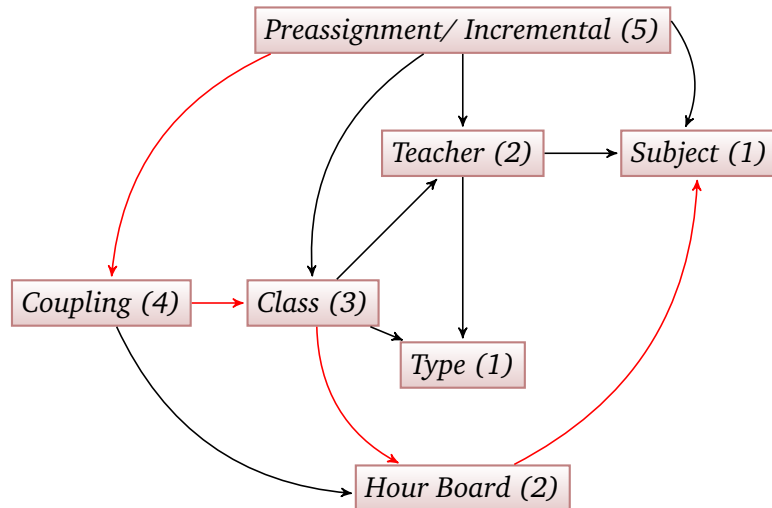 Preassignment/ Incremental (5)
Teacher (2)
Subject (1)
Coupling (4)
Class (3)
Type (1)
Hour Board (2)